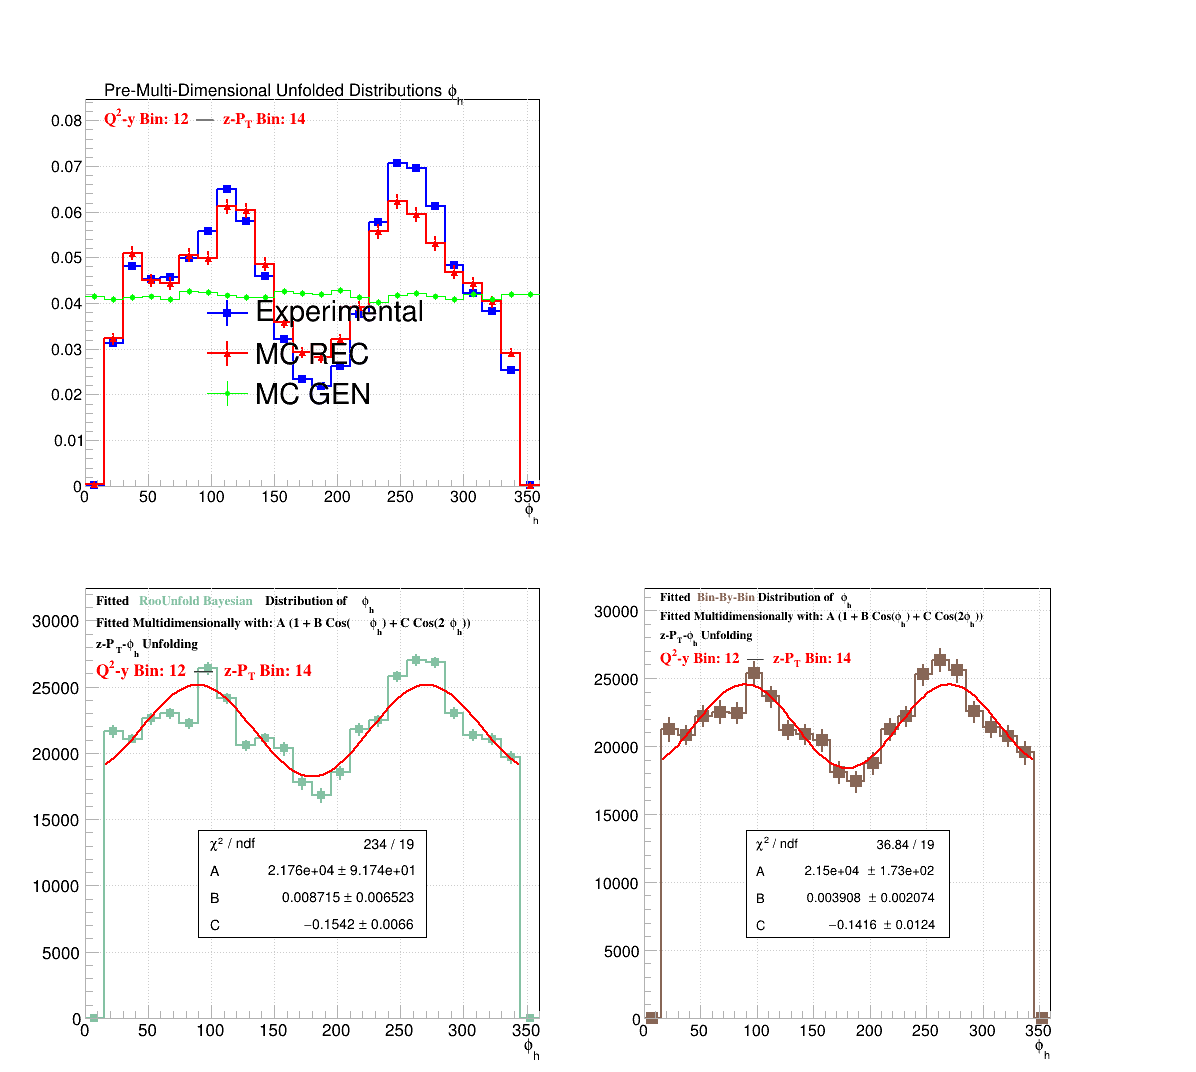 Pre-Multi-Dimensional Unfolded Distributions ϕh
Q2-y Bin: 12 — z-PT Bin: 14
0.08
0.07
0.06
0.05
0.04
0.03
0.02
0.01
0
Experimental
MC REC
MC GEN
0 50 100 150 200 250 300 350
ϕh
Fitted RooUnfold Bayesian Distribution of ϕh
Fitted Multidimensionally with: A (1 + B Cos( ϕh) + C Cos(2 ϕh))
z-PT-ϕh Unfolding
Q2-y Bin: 12 — z-PT Bin: 14
30000
25000
20000
15000
10000
5000
0
χ2 / ndf 234 / 19
A 2.176e+04 ± 9.174e+01
B 0.008715 ± 0.006523
C −0.1542 ± 0.0066
0 50 100 150 200 250 300 350
ϕh
Fitted Bin-By-Bin Distribution of ϕh
Fitted Multidimensionally with: A (1 + B Cos(ϕh) + C Cos(2ϕh))
z-PT-ϕh Unfolding
Q2-y Bin: 12 — z-PT Bin: 14
30000
25000
20000
15000
10000
5000
0
χ2 / ndf 36.84 / 19
A 2.15e+04 ± 1.73e+02
B 0.003908 ± 0.002074
C −0.1416 ± 0.0124
0 50 100 150 200 250 300 350
ϕh